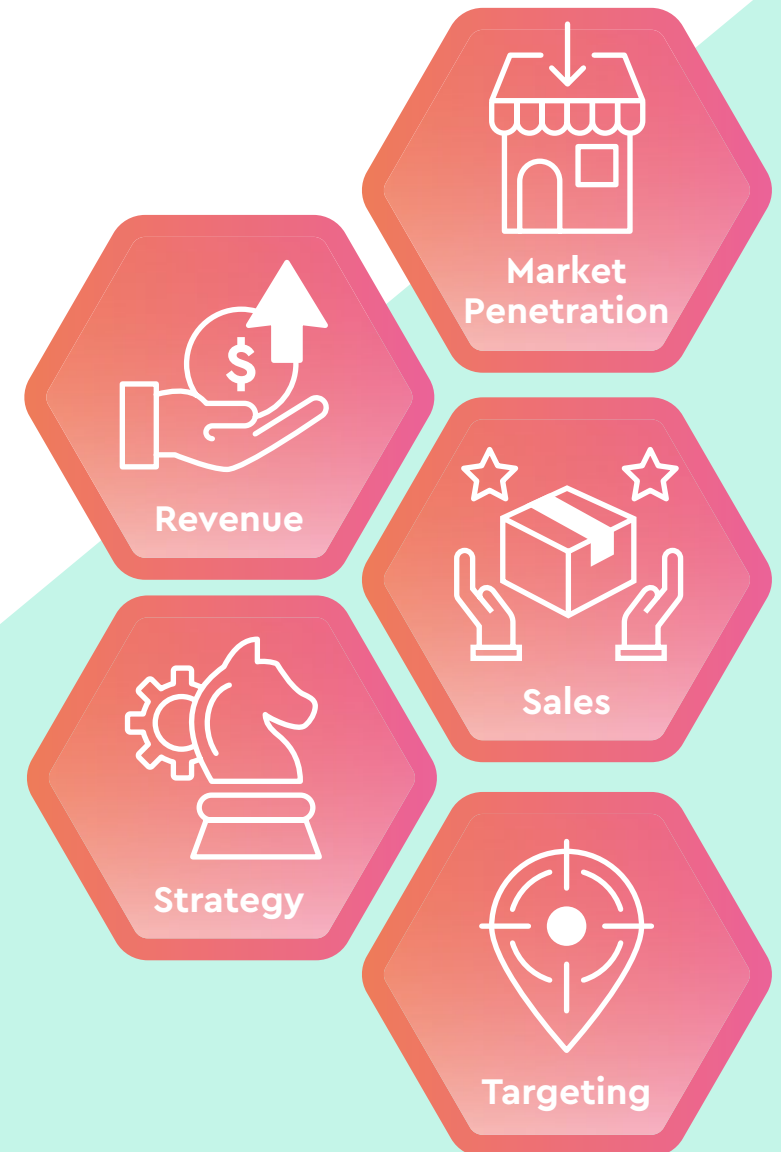 Market
Penetration
$
Revenue
Sales
Strategy
Targeting